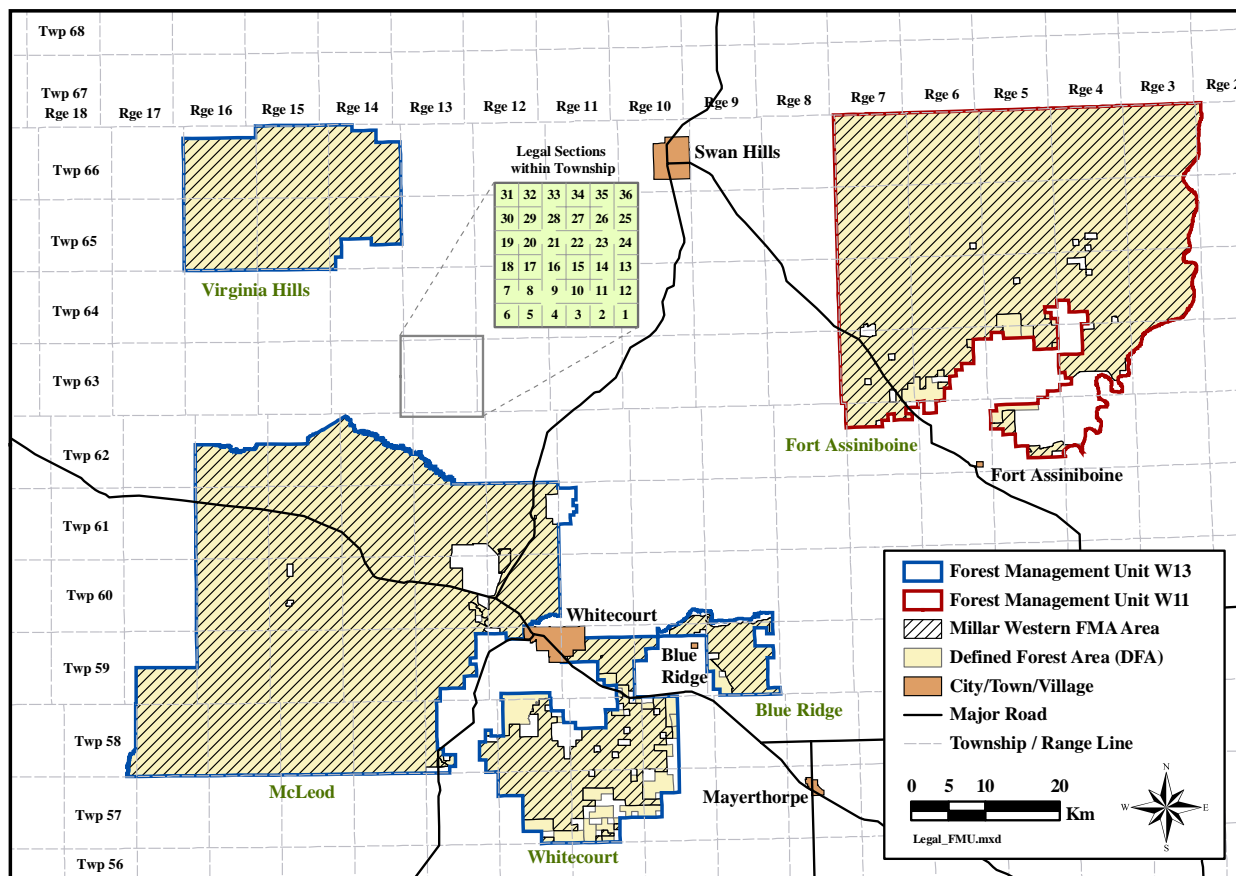 Twp 68
Twp 67
Rge 18
Rge 17
Rge 16
Rge 15
Rge 14
Rge 13
Rge 12
Rge 11
Rge 10
Rge 9
Rge 8
Rge 7
Rge 6
Rge 5
Rge 4
Rge 3
Rge 2
Twp 66
Twp 65
Twp 64
Twp 63
Twp 62
Twp 61
Twp 60
Twp 59
Twp 58
Twp 57
Twp 56
Legal Sections
within Township
31 32 33 34 35 36
30 29 28 27 26 25
19 20 21 22 23 24
18 17 16 15 14 13
7 8 9 10 11 12
6 5 4 3 2 1
Swan Hills
Virginia Hills
Fort Assiniboine
Fort Assiniboine
Whitecourt
Blue
Ridge
Blue Ridge
McLeod
Mayerthorpe
Whitecourt
Forest Management Unit W13
Forest Management Unit W11
Millar Western FMA Area
Defined Forest Area (DFA)
City/Town/Village
Major Road
Township / Range Line
0 5 10 20
Km
Legal_FMU.mxd
N
W E
S